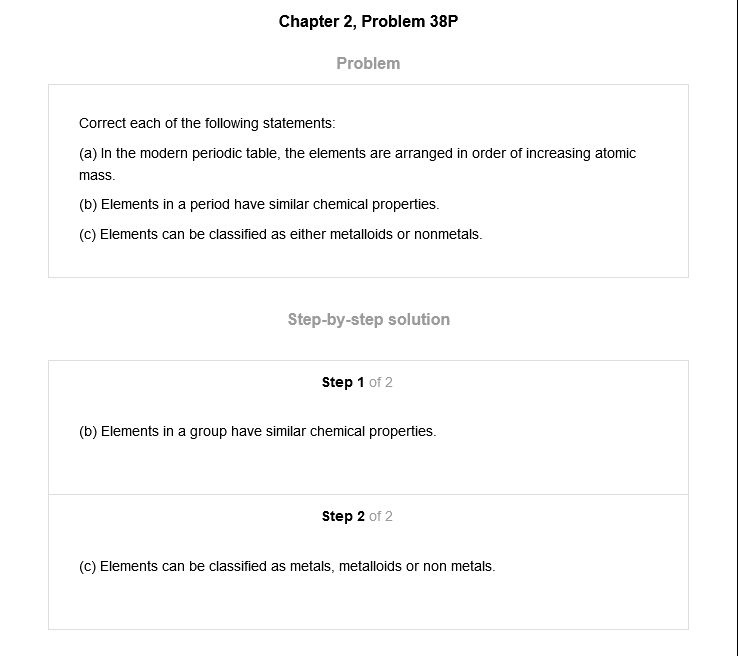 Chapter 2, Problem 38P
Problem
Correct each of the following statements:
(a) In the modern periodic table, the elements are arranged in order of increasing atomic
mass.
(b) Elements in a period have similar chemical properties.
(c) Elements can be classified as either metalloids or nonmetals.
Step-by-step solution
Step 1 of 2
(b) Elements in a group have similar chemical properties.
Step 2 of 2
(c) Elements can be classified as metals, metalloids or non metals.